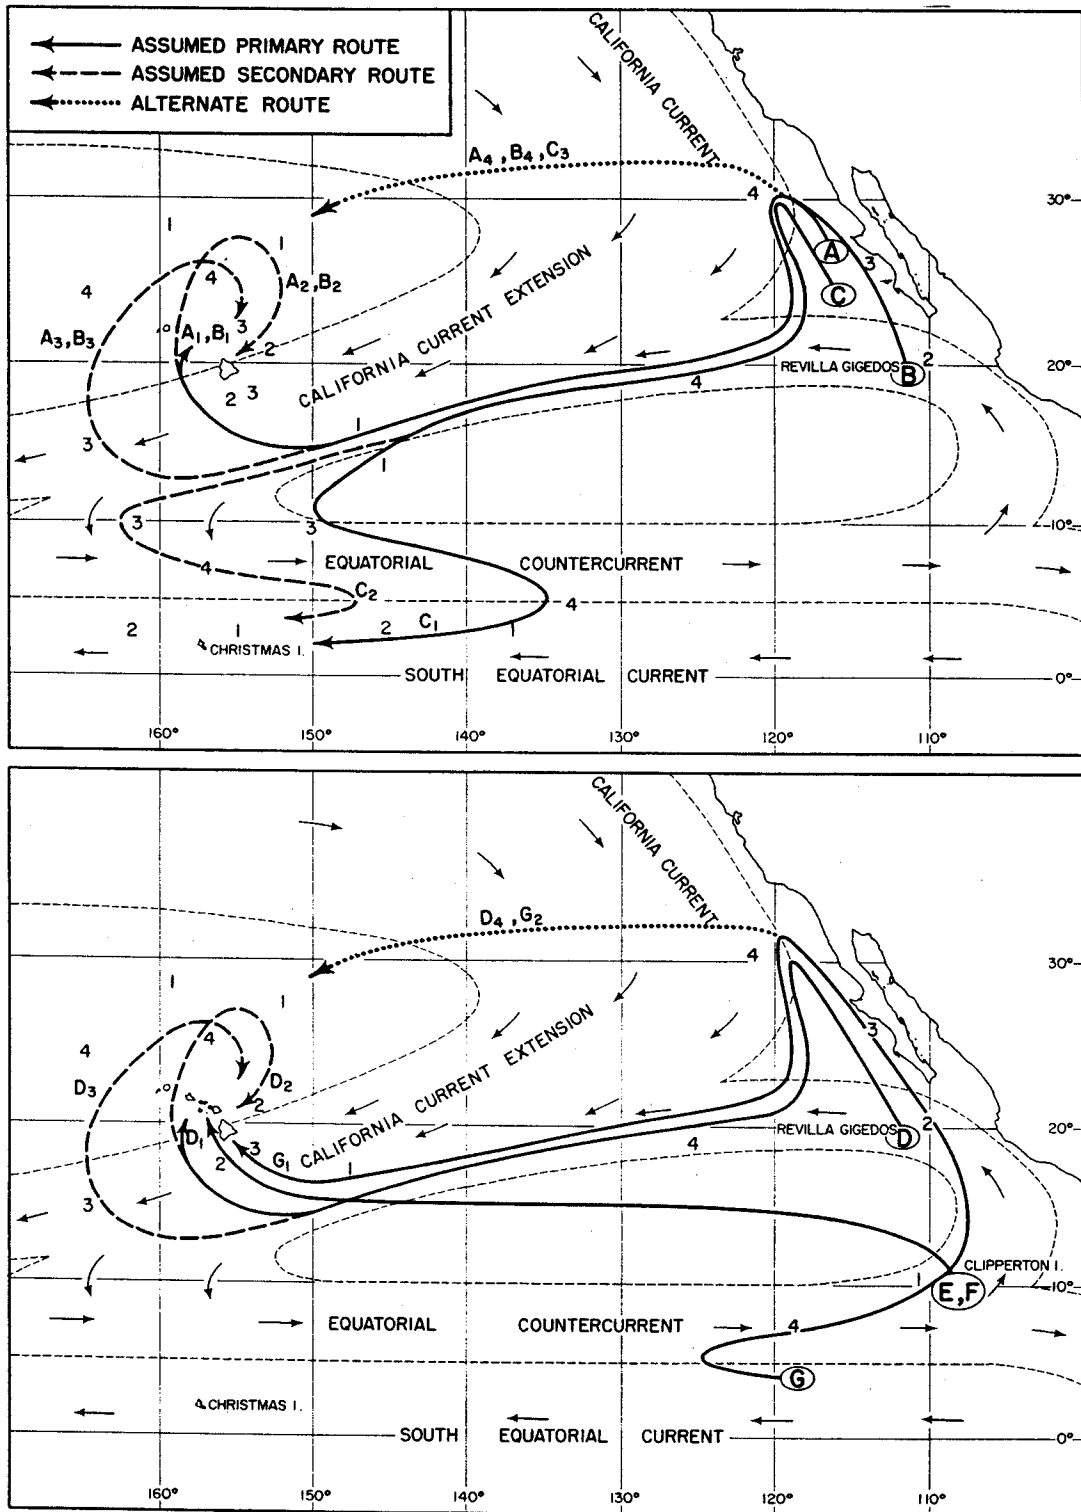 ASSUMED PRIMARY ROUTE
ASSUMED SECONDARY ROUTE
ALTERNATE ROUTE
CALIFORNIA CURRENT
A4, B4, C3
4
30°
1
1
A
3
4
4
A2, B2
C
CALIFORNIA CURRENT EXTENSION
A3, B3
A1, B1
3
2
2
REVILLA GIGEDOS
B
20°
4
2
3
1
3
1
3
3
10°
EQUATORIAL COUNTERCURRENT
4
C2
4
C1
2
1
2
1
CHRISTMAS I.
SOUTH EQUATORIAL CURRENT
0°
160°
150°
140°
130°
120°
110°
CALIFORNIA CURRENT
D4, G2
4
30°
1
1
3
4
4
CALIFORNIA CURRENT EXTENSION
D3
D2
2
2
REVILLA GIGEDOS
D
20°
D1
3
4
2
G1
1
3
CLIPPERTON I.
1
E, F
10°
EQUATORIAL COUNTERCURRENT
4
G
CHRISTMAS I.
SOUTH EQUATORIAL CURRENT
0°
160°
150°
140°
130°
120°
110°